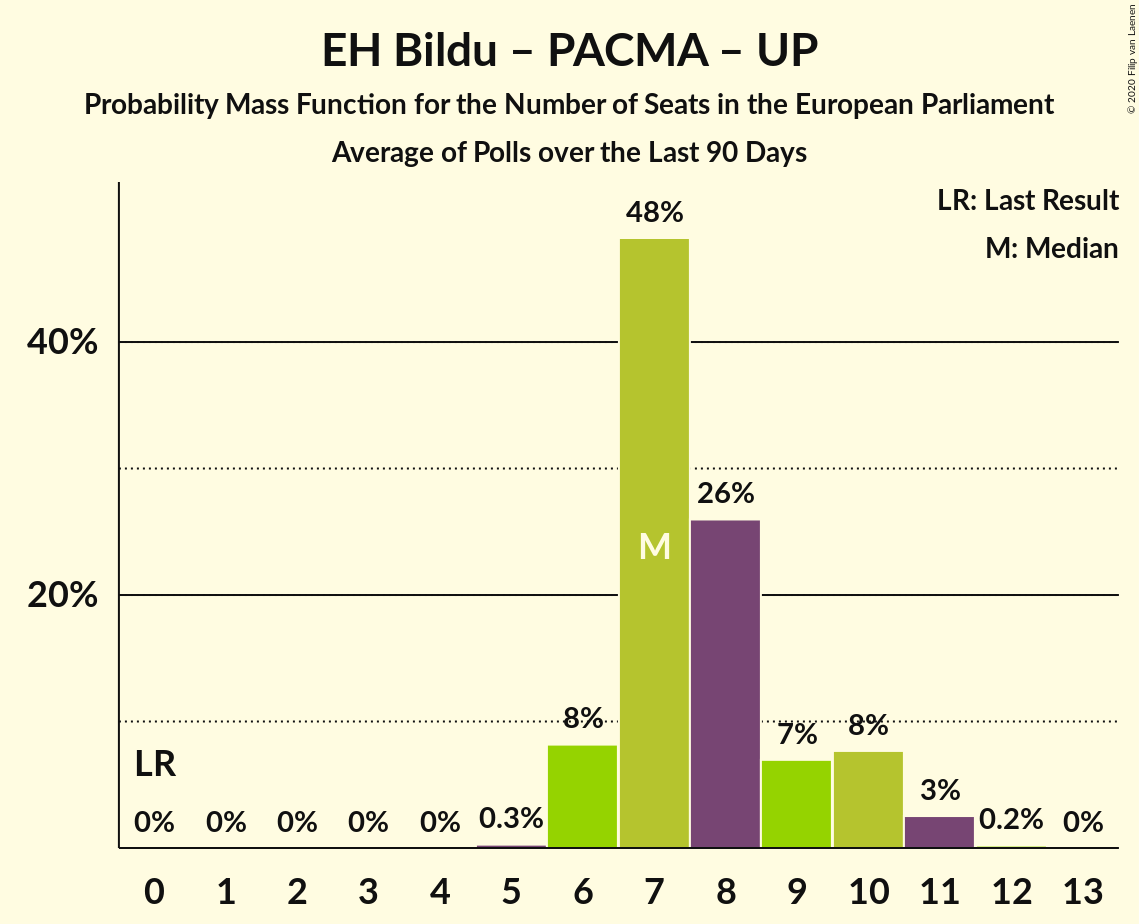 EH Bildu – PACMA – UP
Probability Mass Function for the Number of Seats in the European Parliament
Average of Polls over the Last 90 Days
© 2020 Filip van Laenen
LR: Last Result
M: Median
48%
40%
26%
M
20%
8%
7%
8%
LR
3%
0%
0%
0%
0%
0%
0.3%
0.2%
0%
0 1 2 3 4 5 6 7 8 9 10 11 12 13